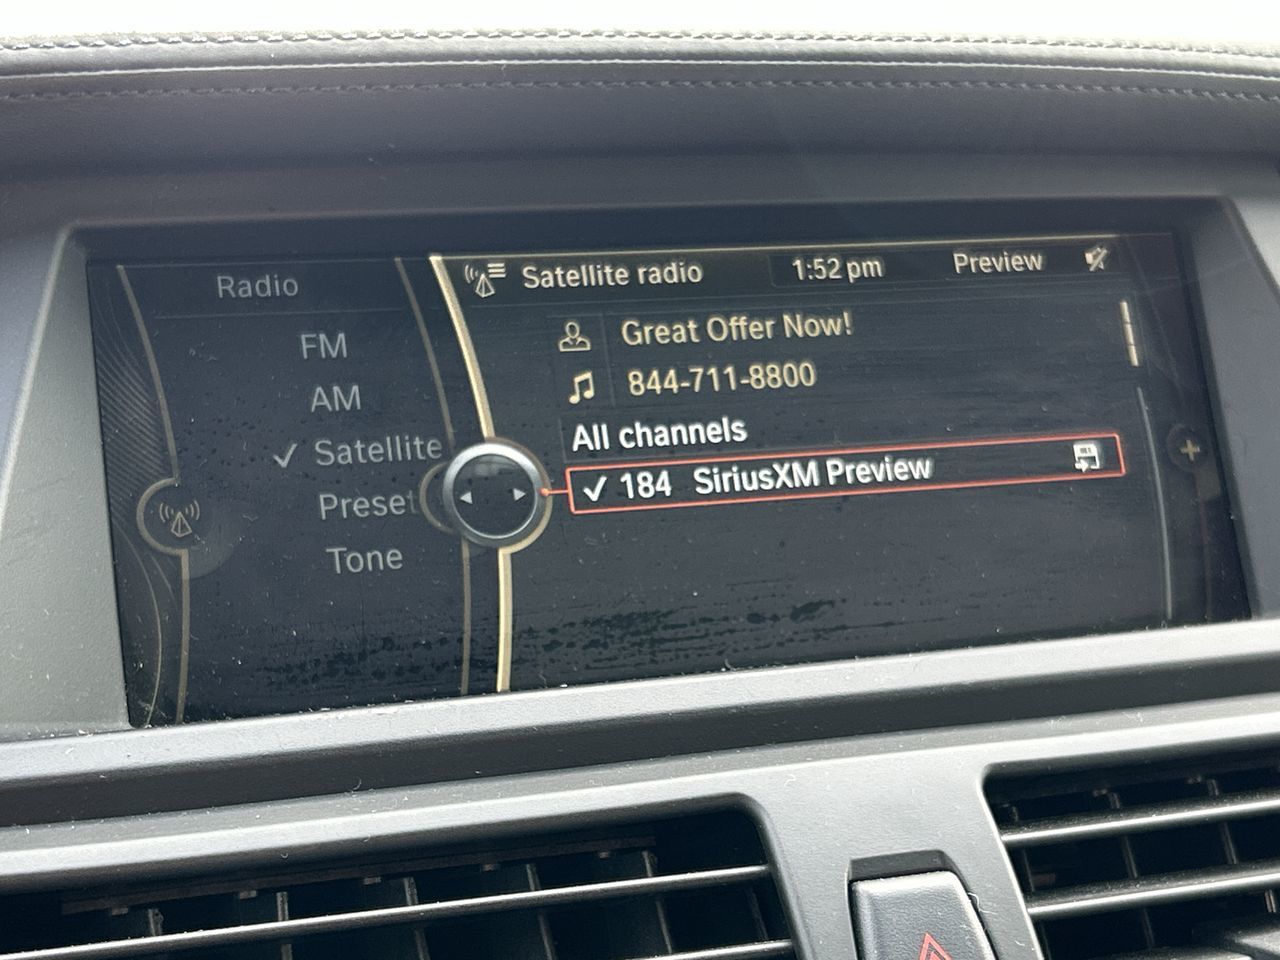 Radio
FM
AM
✓ Satellite
Preset
Tone
Satellite radio 1:52 pm Preview
Great Offer Now!
844-711-8800
All channels
✓ 184 SiriusXM Preview